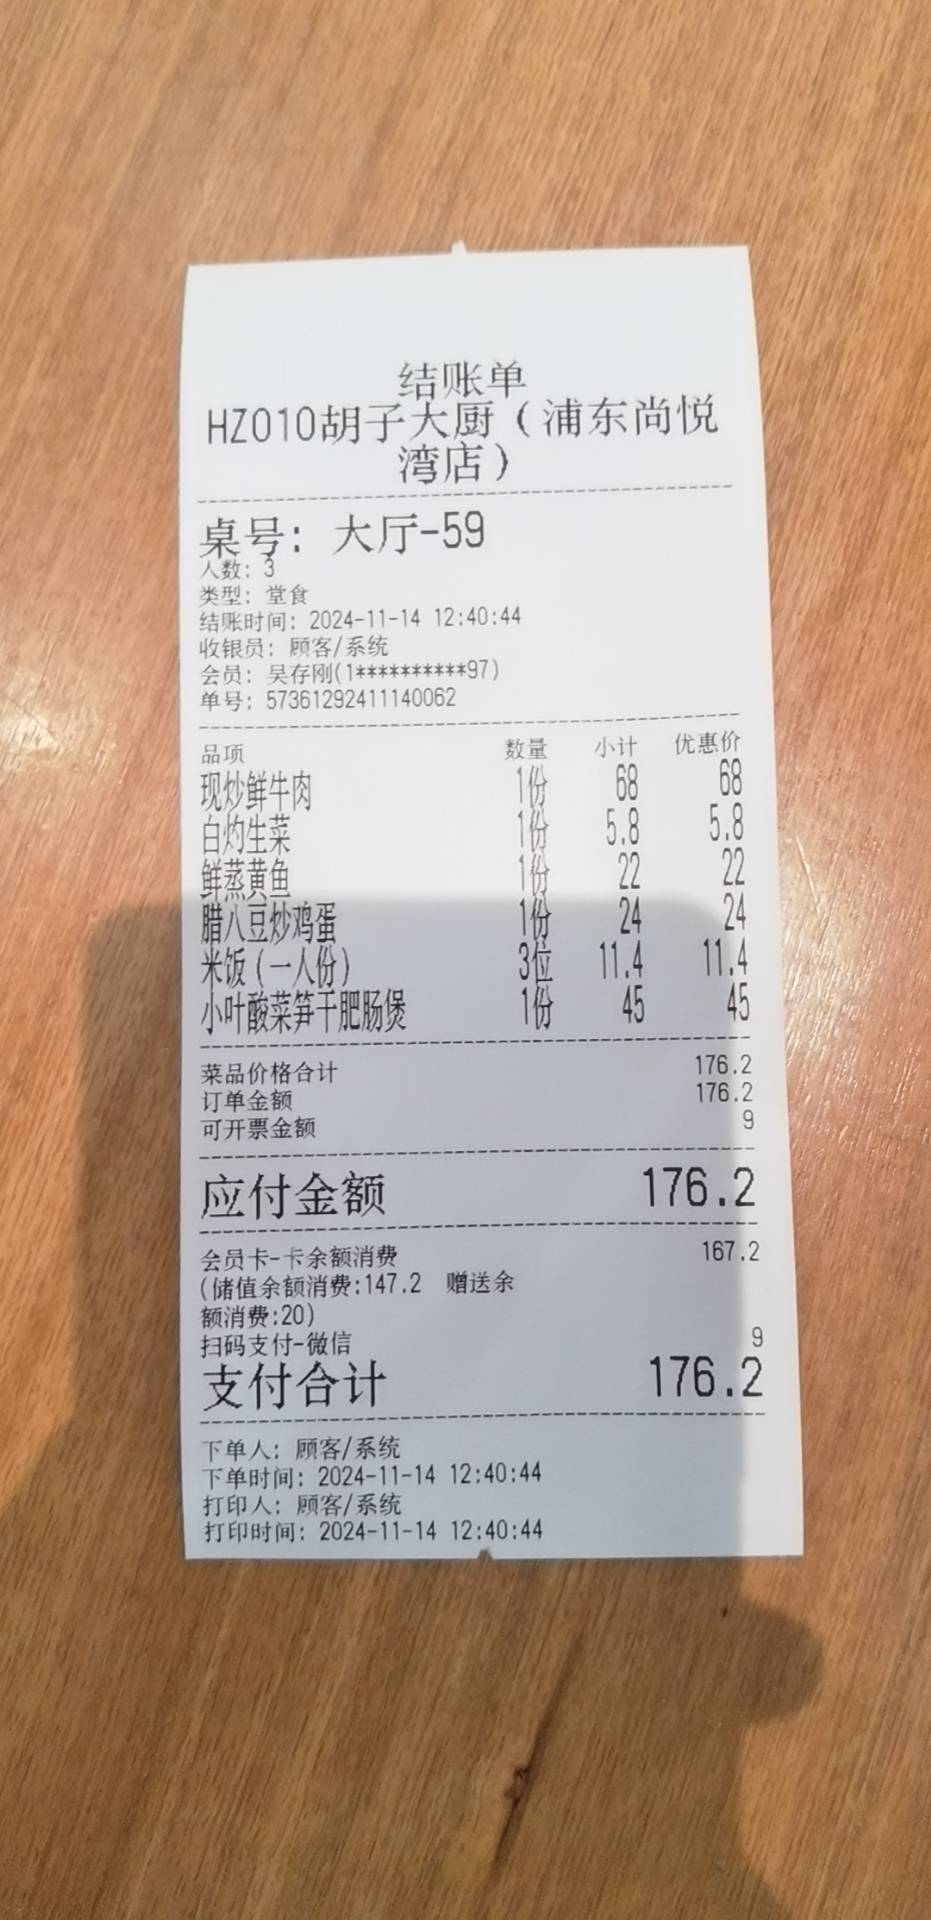 结账单
HZ010胡子大厨（浦东尚悦
湾店）
桌号: 大厅-59
人数: 3
类型: 堂食
结账时间: 2024-11-14 12:40:44
收银员: 顾客/系统
会员: 吴存刚(1**********97)
单号: 57361292411140062
品项 数量 小计 优惠价
现炒鲜牛肉 1份 68 68
白灼生菜 1份 5.8 5.8
鲜蒸黄鱼 1份 22 22
腊八豆炒鸡蛋 1份 24 24
米饭（一人份） 3位 11.4 11.4
小叶酸菜笋干肥肠煲 1份 45 45
菜品价格合计 176.2
订单金额 176.2
可开票金额 9
应付金额 176.2
会员卡-卡余额消费 167.2
(储值余额消费:147.2 赠送余
额消费:20)
扫码支付-微信 9
支付合计 176.2
下单人: 顾客/系统
下单时间: 2024-11-14 12:40:44
打印人: 顾客/系统
打印时间: 2024-11-14 12:40:44